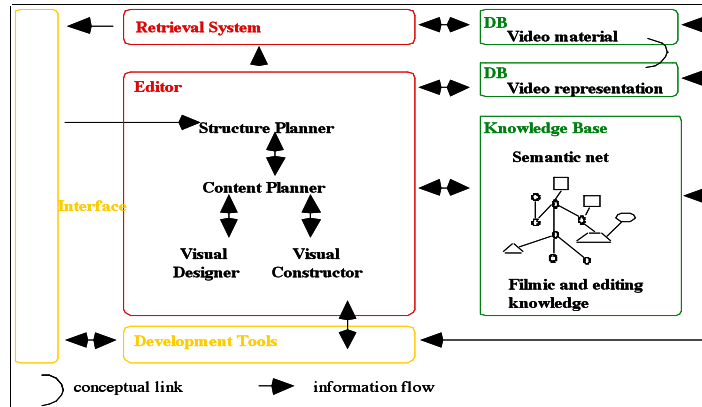 Retrieval System
DB
Video material
DB
Video representation
Editor
Structure Planner
Content Planner
Visual
Designer
Visual
Constructor
Interface
Knowledge Base
Semantic net
Filmic and editing
knowledge
Development Tools
conceptual link
information flow